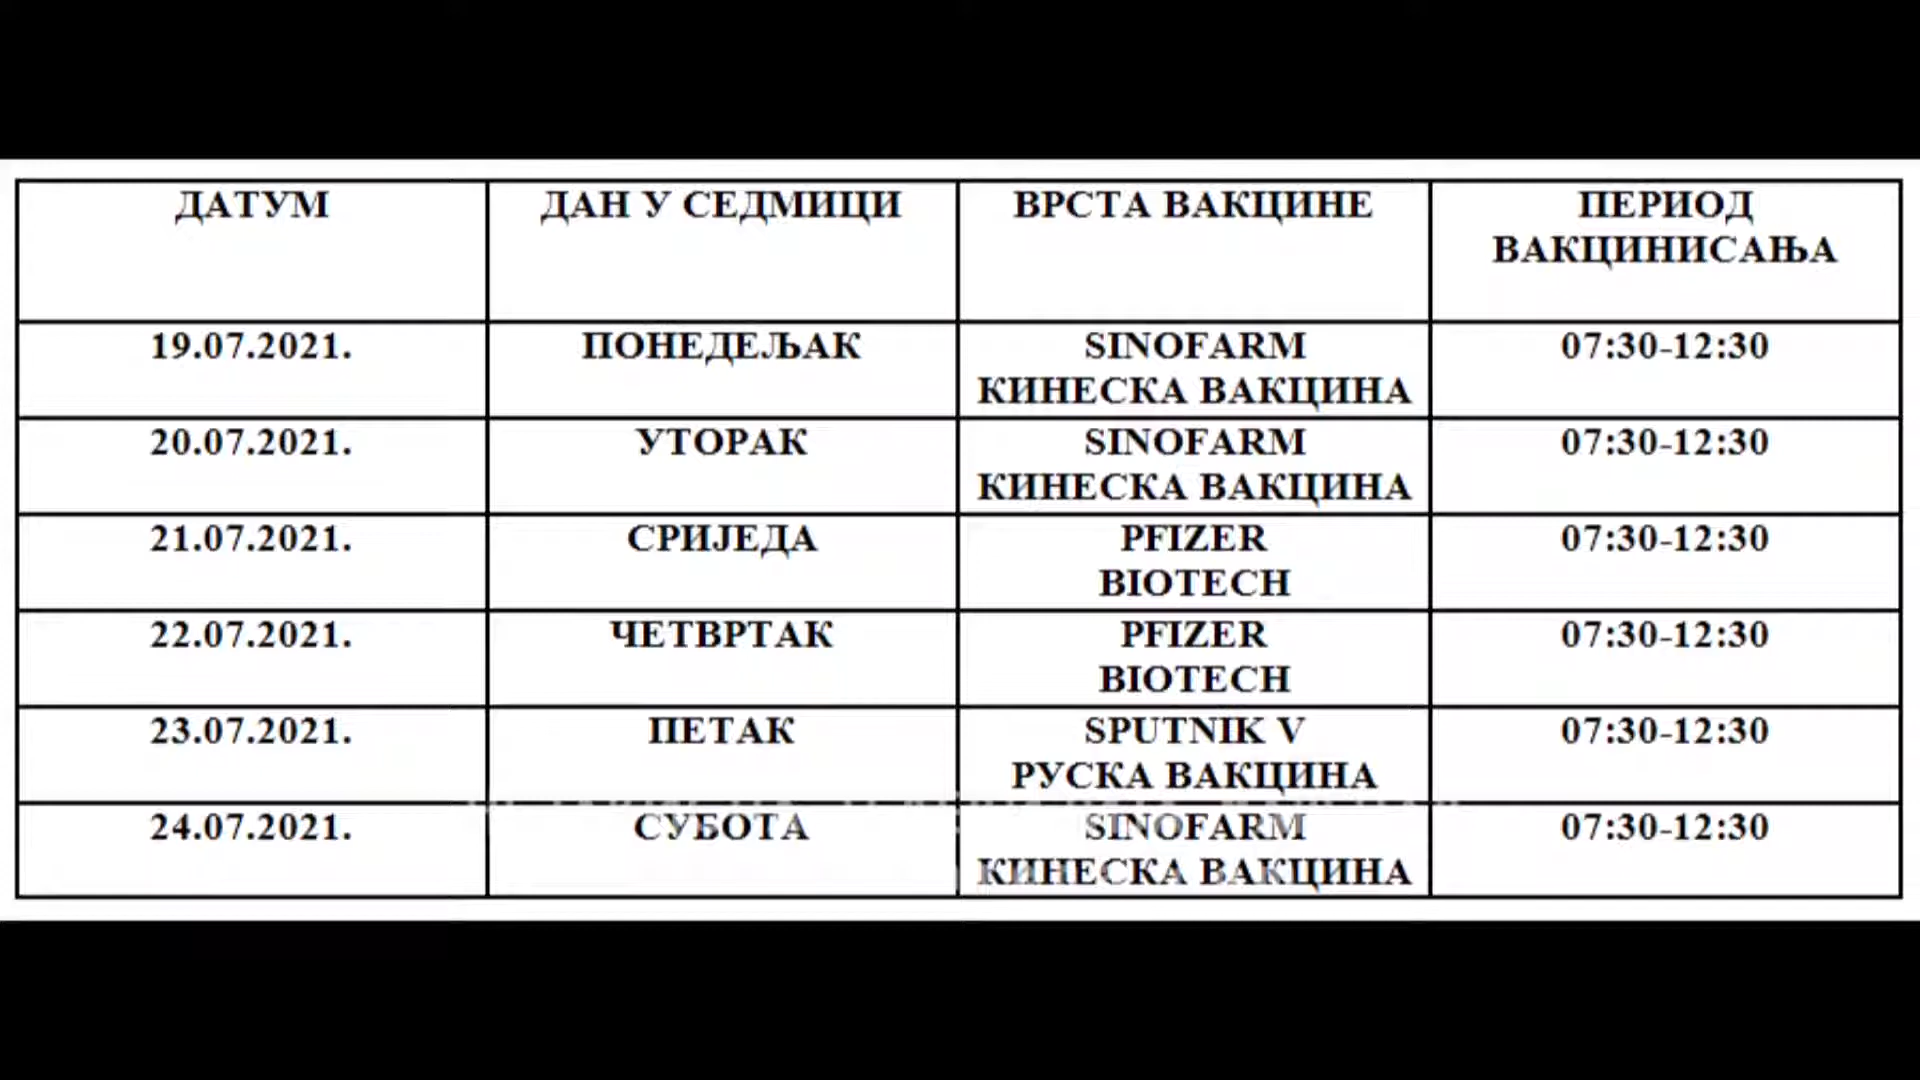 ДАТУМ ДАН У СЕДМИЦИ ВРСТА ВАКЦИНЕ ПЕРИОД
ВАКЦИНИСАЊА
19.07.2021. ПОНЕДЕЉАК SINOFARM 07:30-12:30
КИНЕСКА ВАКЦИНА
20.07.2021. УТОРАК SINOFARM 07:30-12:30
КИНЕСКА ВАКЦИНА
21.07.2021. СРИЈЕДА PFIZER 07:30-12:30
BIOTECH
22.07.2021. ЧЕТВРТАК PFIZER 07:30-12:30
BIOTECH
23.07.2021. ПЕТАК SPUTNIK V 07:30-12:30
РУСКА ВАКЦИНА
24.07.2021. СУБОТА SINOFARM 07:30-12:30
КИНЕСКА ВАКЦИНА